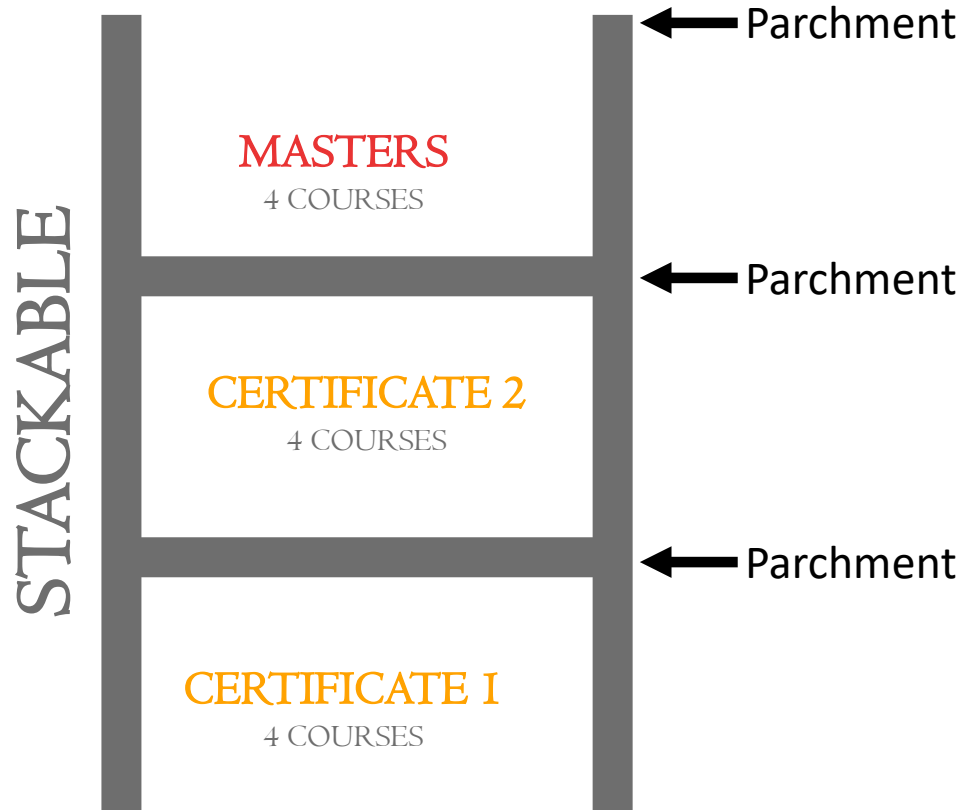 Parchment
MASTERS
4 COURSES
STACKABLE
Parchment
CERTIFICATE 2
4 COURSES
Parchment
CERTIFICATE 1
4 COURSES